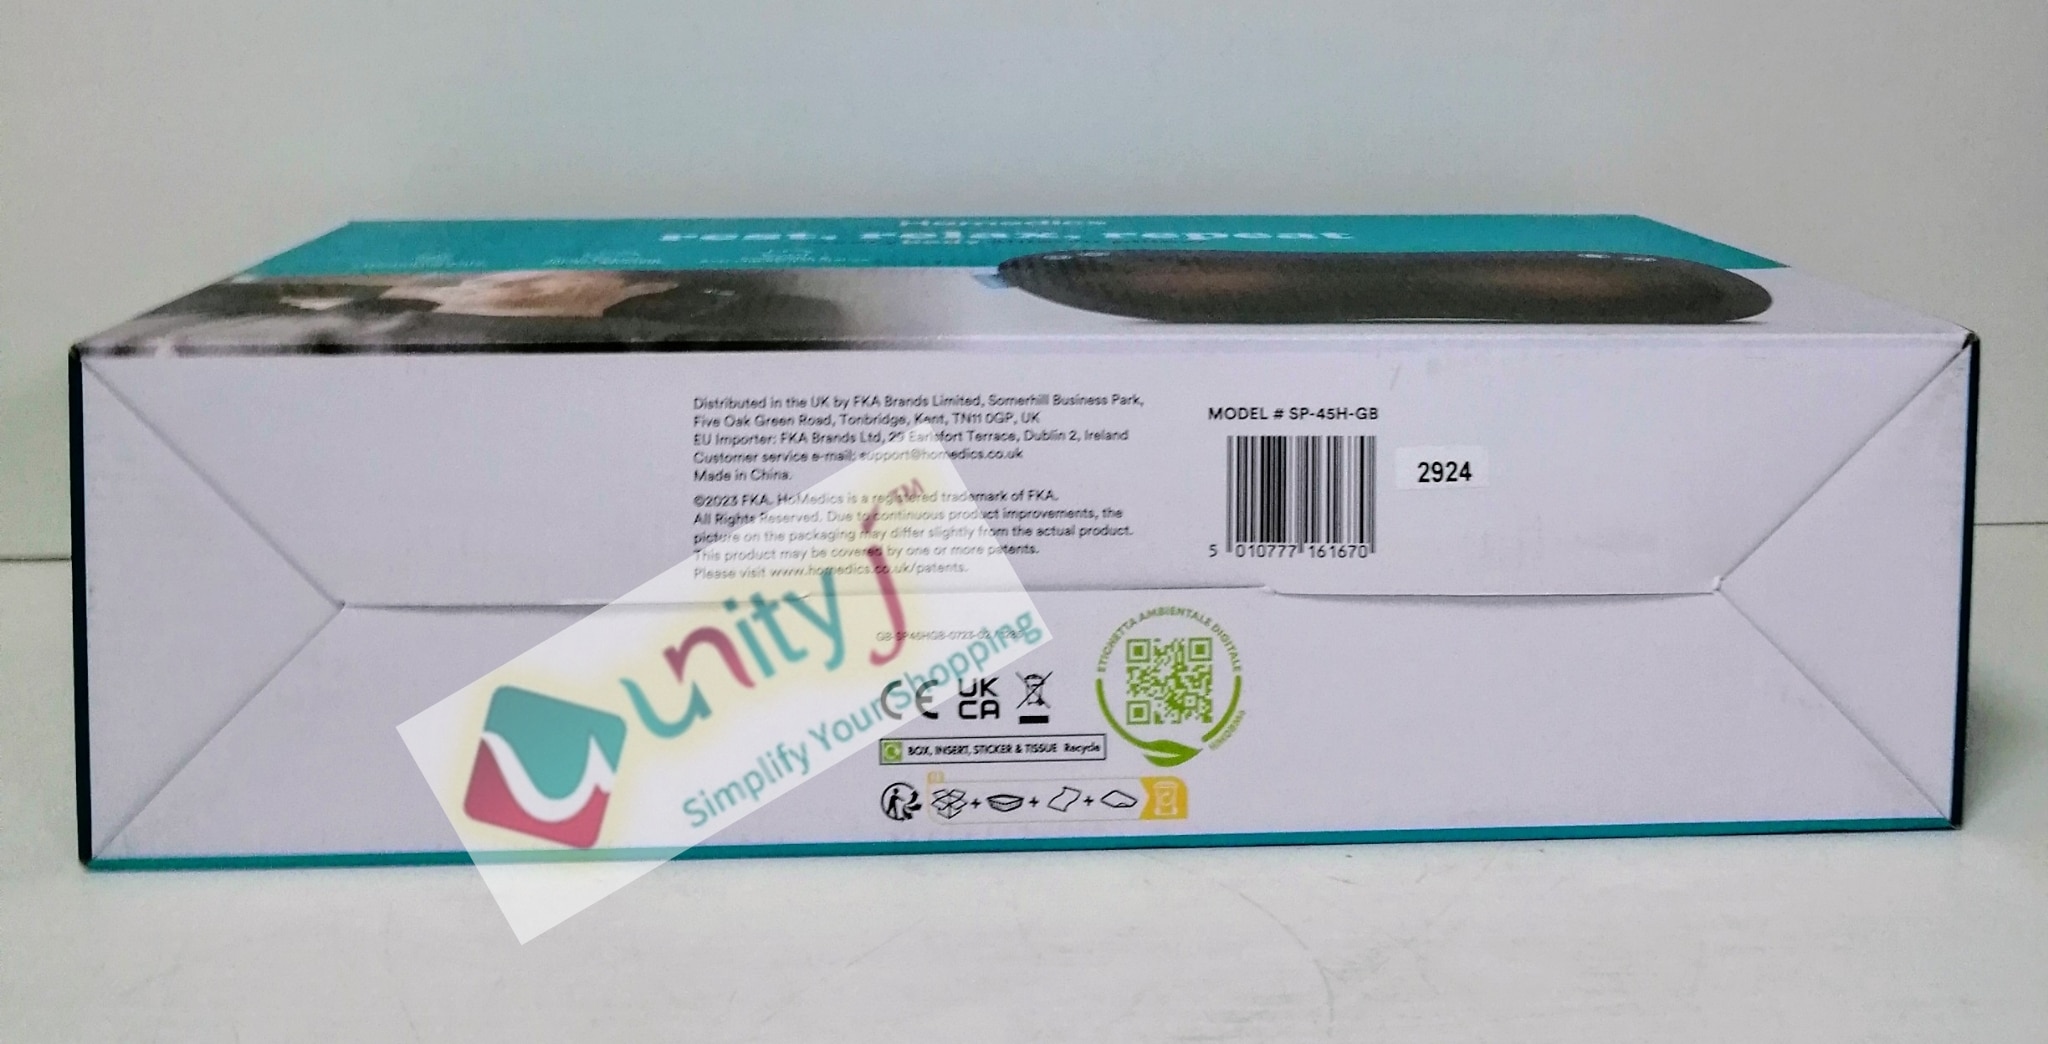 Homedics
rest, relax, repeat
Distributed in the UK by FKA Brands Limited, Somerhill Business Park,
Five Oak Green Road, Tonbridge, Kent, TN11 0GP, UK
EU Importer: FKA Brands Ltd, 29 Earlsfort Terrace, Dublin 2, Ireland
Customer service e-mail: support@homedics.co.uk
Made in China.
©2023 FKA. HoMedics is a registered trademark of FKA.
All Rights Reserved. Due to continuous product improvements, the
picture on the packaging may differ slightly from the actual product.
This product may be covered by one or more patents.
Please visit www.homedics.co.uk/patents.
MODEL # SP-45H-GB
5 010777 161670
2924
unityj™
Simplify Your Shopping
CE
UK
CA
ETICHETTA AMBIENTALE DIGITALE
BOX, INSERT, STICKER & TISSUE Recycle